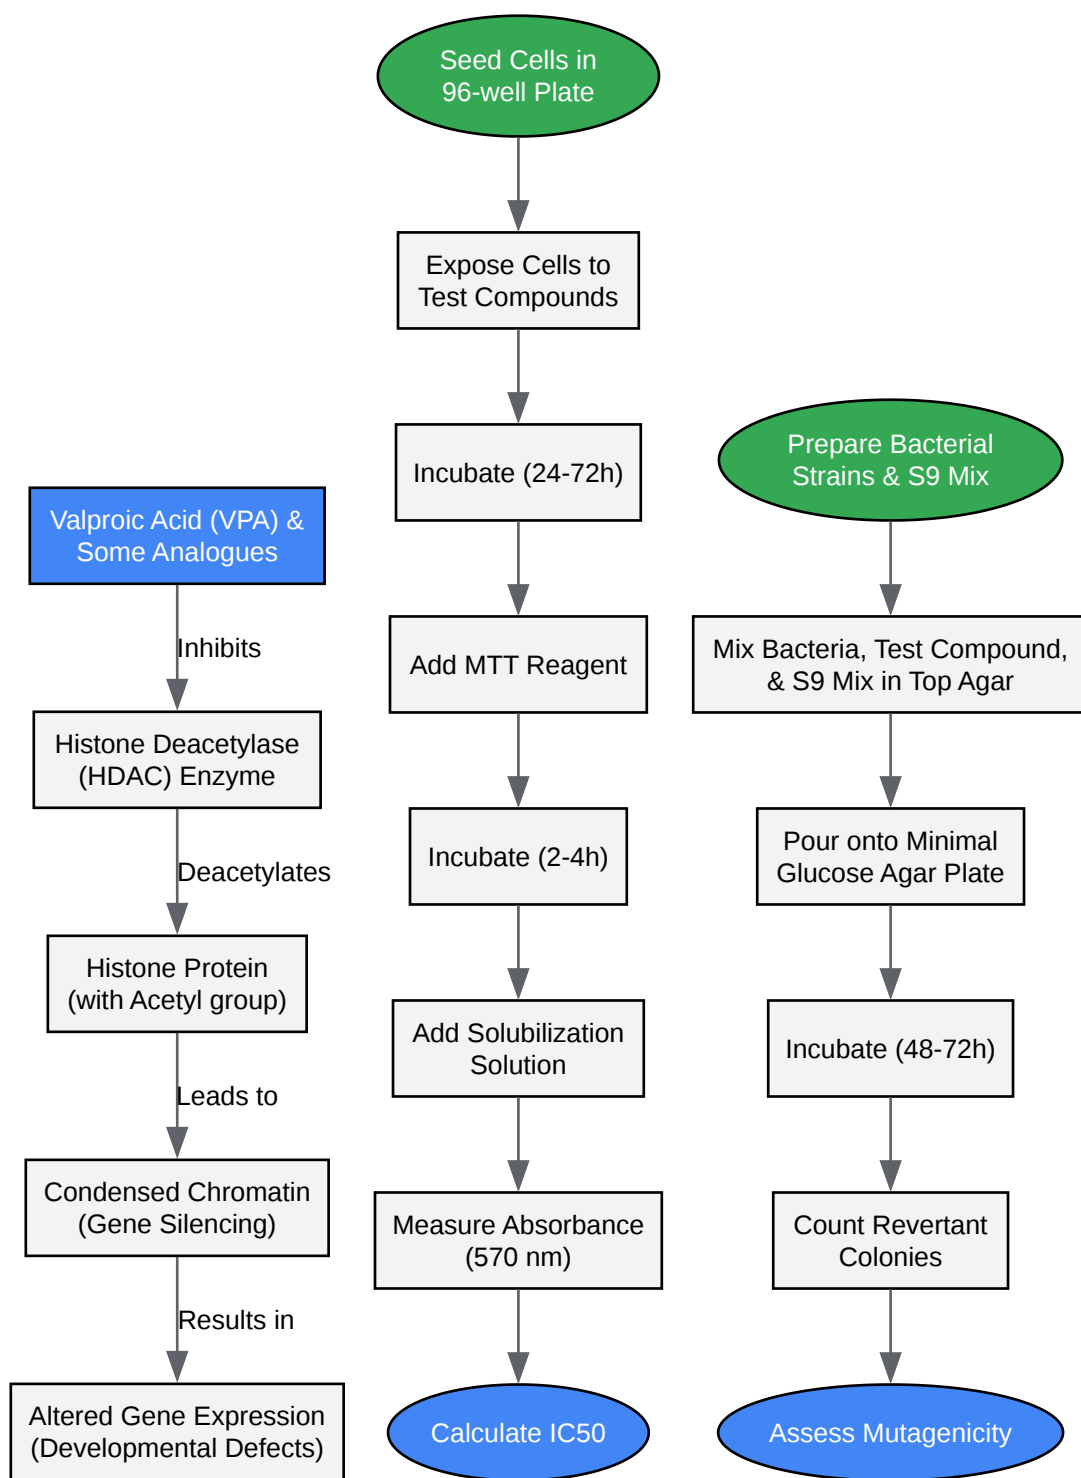 Valproic Acid (VPA) &
Some Analogues
Inhibits
Histone Deacetylase
(HDAC) Enzyme
Deacetylates
Histone Protein
(with Acetyl group)
Leads to
Condensed Chromatin
(Gene Silencing)
Results in
Altered Gene Expression
(Developmental Defects)
Seed Cells in
96-well Plate
Expose Cells to
Test Compounds
Incubate (24-72h)
Add MTT Reagent
Incubate (2-4h)
Add Solubilization
Solution
Measure Absorbance
(570 nm)
Calculate IC50
Prepare Bacterial
Strains & S9 Mix
Mix Bacteria, Test Compound,
& S9 Mix in Top Agar
Pour onto Minimal
Glucose Agar Plate
Incubate (48-72h)
Count Revertant
Colonies
Assess Mutagenicity